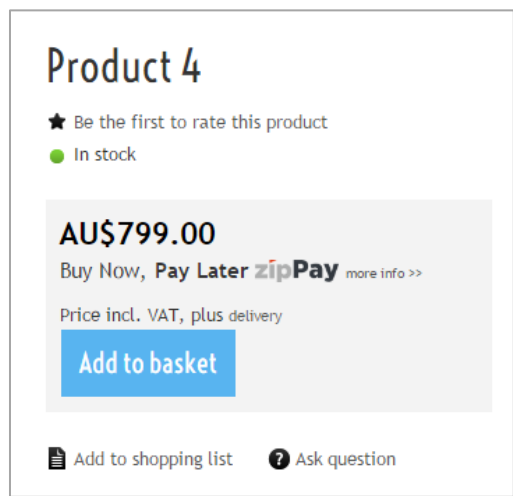 Product 4
Be the first to rate this product
In stock
AU$799.00
Buy Now, Pay Later zipPay more info >>
Price incl. VAT, plus delivery
Add to basket
Add to shopping list ? Ask question